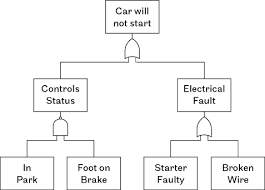 Car will
not start
Controls
Status
Electrical
Fault
In
Park
Foot on
Brake
Starter
Faulty
Broken
Wire